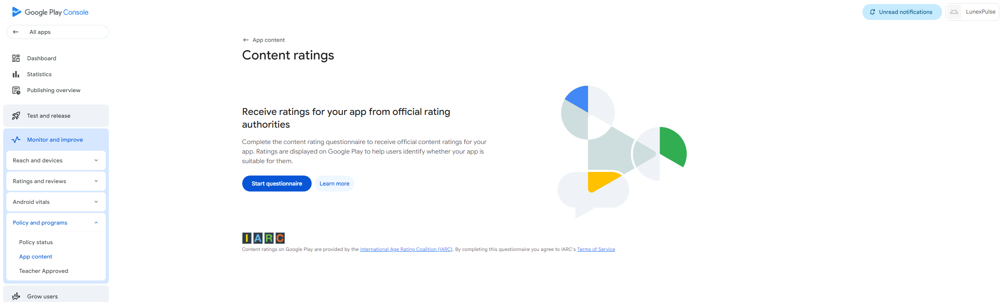 Google Play Console
Unread notifications
LunexPulse
All apps
Dashboard
Statistics
Publishing overview
Test and release
Monitor and improve
Reach and devices
Ratings and reviews
Android vitals
Policy and programs
Policy status
App content
Teacher Approved
Grow users
App content
Content ratings
Receive ratings for your app from official rating
authorities
Complete the content rating questionnaire to receive official content ratings for your
app. Ratings are displayed on Google Play to help users identify whether your app is
suitable for them.
Start questionnaire
Learn more
IARC
Content ratings on Google Play are provided by the International Age Rating Coalition (IARC). By completing this questionnaire you agree to IARC's Terms of Service